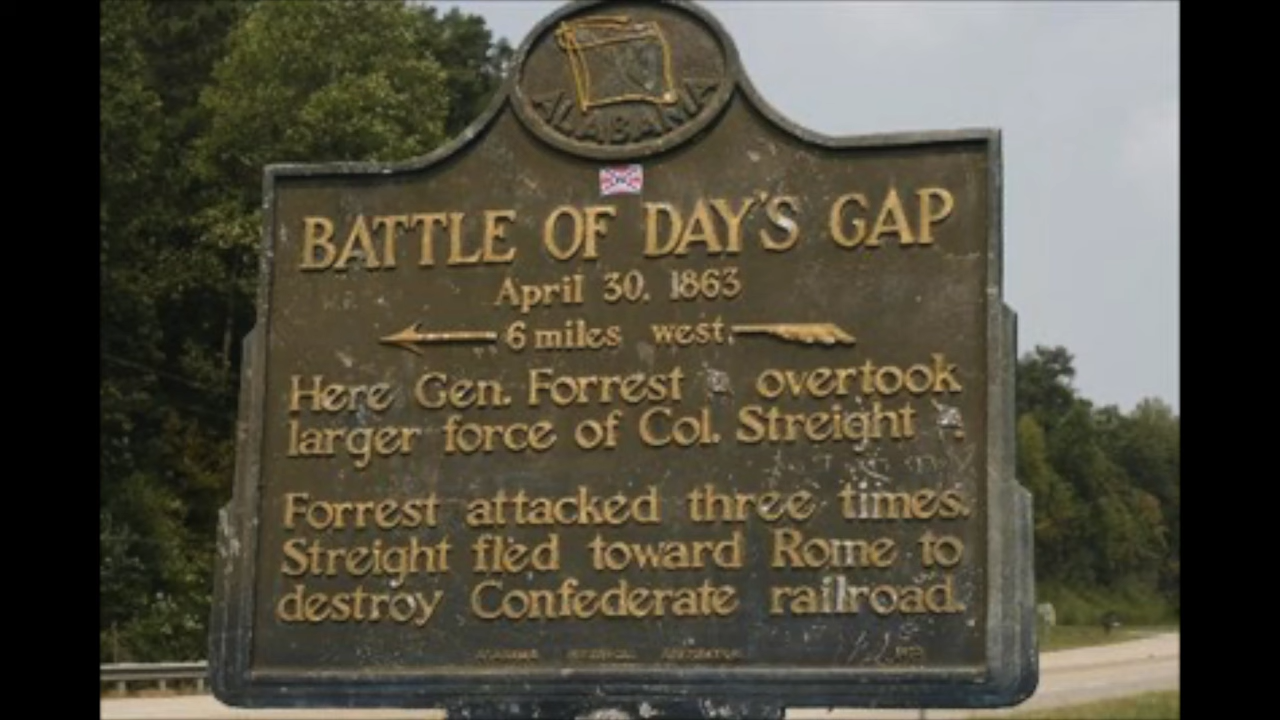 ALABAMA
BATTLE OF DAY'S GAP
April 30, 1863
6 miles west.
Here Gen. Forrest overtook
larger force of Col. Streight .
Forrest attacked three times.
Streight fled toward Rome to
destroy Confederate railroad.